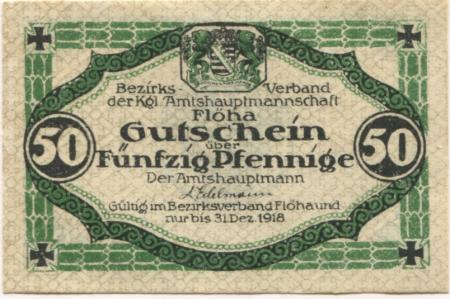 Bezirks-Verband
der Kgl. Amtshauptmannschaft
Flöha
Gutschein
50 über 50
Fünfzig Pfennige
Der Amtshauptmann
Edelmann
Gültig im Bezirksverband Flöha und
nur bis 31. Dez. 1918.